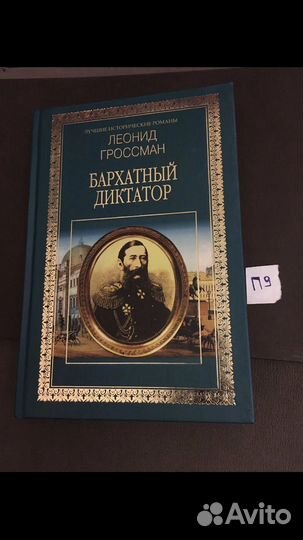 ЛУЧШИЕ ИСТОРИЧЕСКИЕ РОМАНЫ
ЛЕОНИД
ГРОССМАН
БАРХАТНЫЙ
ДИКТАТОР
П9
Avito